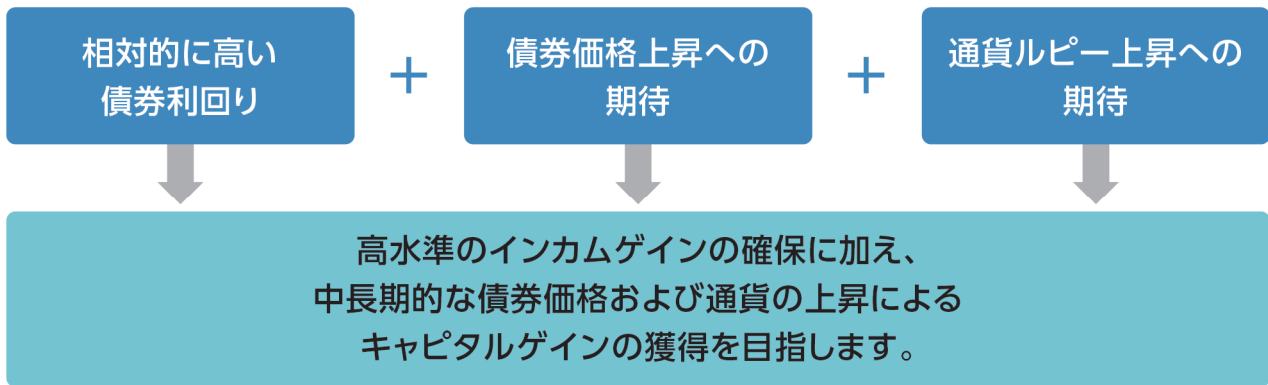 相対的に高い
債券利回り
+
債券価格上昇への
期待
+
通貨ルピー上昇への
期待
高水準のインカムゲインの確保に加え、
中長期的な債券価格および通貨の上昇による
キャピタルゲインの獲得を目指します。